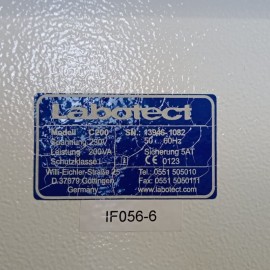 Labotect
Modell C200 SN.: 13946-1082
Spannung 230V 50 / 60Hz
Leistung 200VA Sicherung 5AT
Schutzklasse I CE 0123
Willi-Eichler-Straße 25 Tel.: 0551 505010
D 37079 Göttingen, Fax: 0551 5050111
Germany www.labotect.com
IF056-6